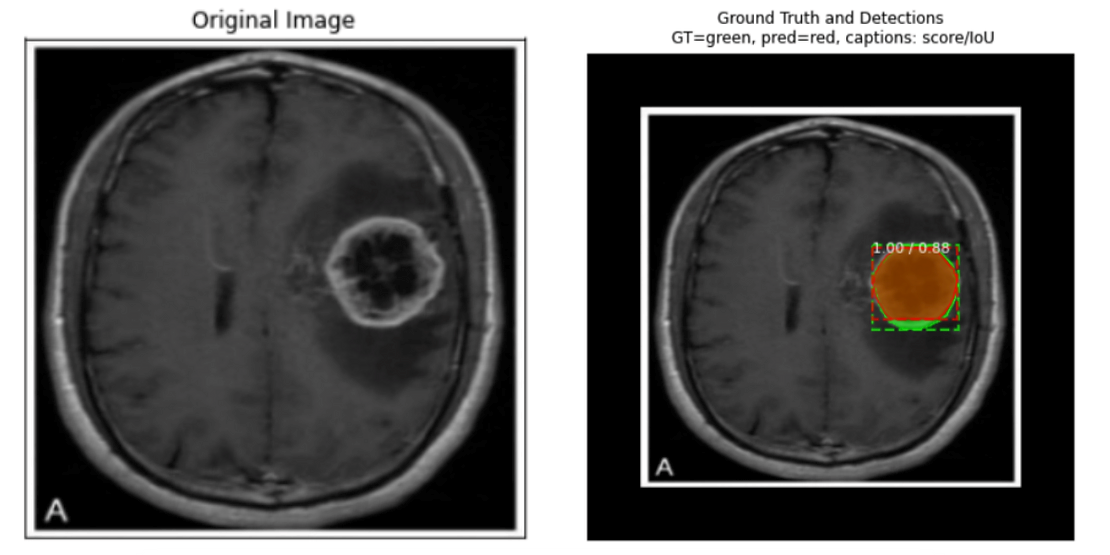 Original Image
A
Ground Truth and Detections
GT=green, pred=red, captions: score/IoU
1.00 / 0.88
A